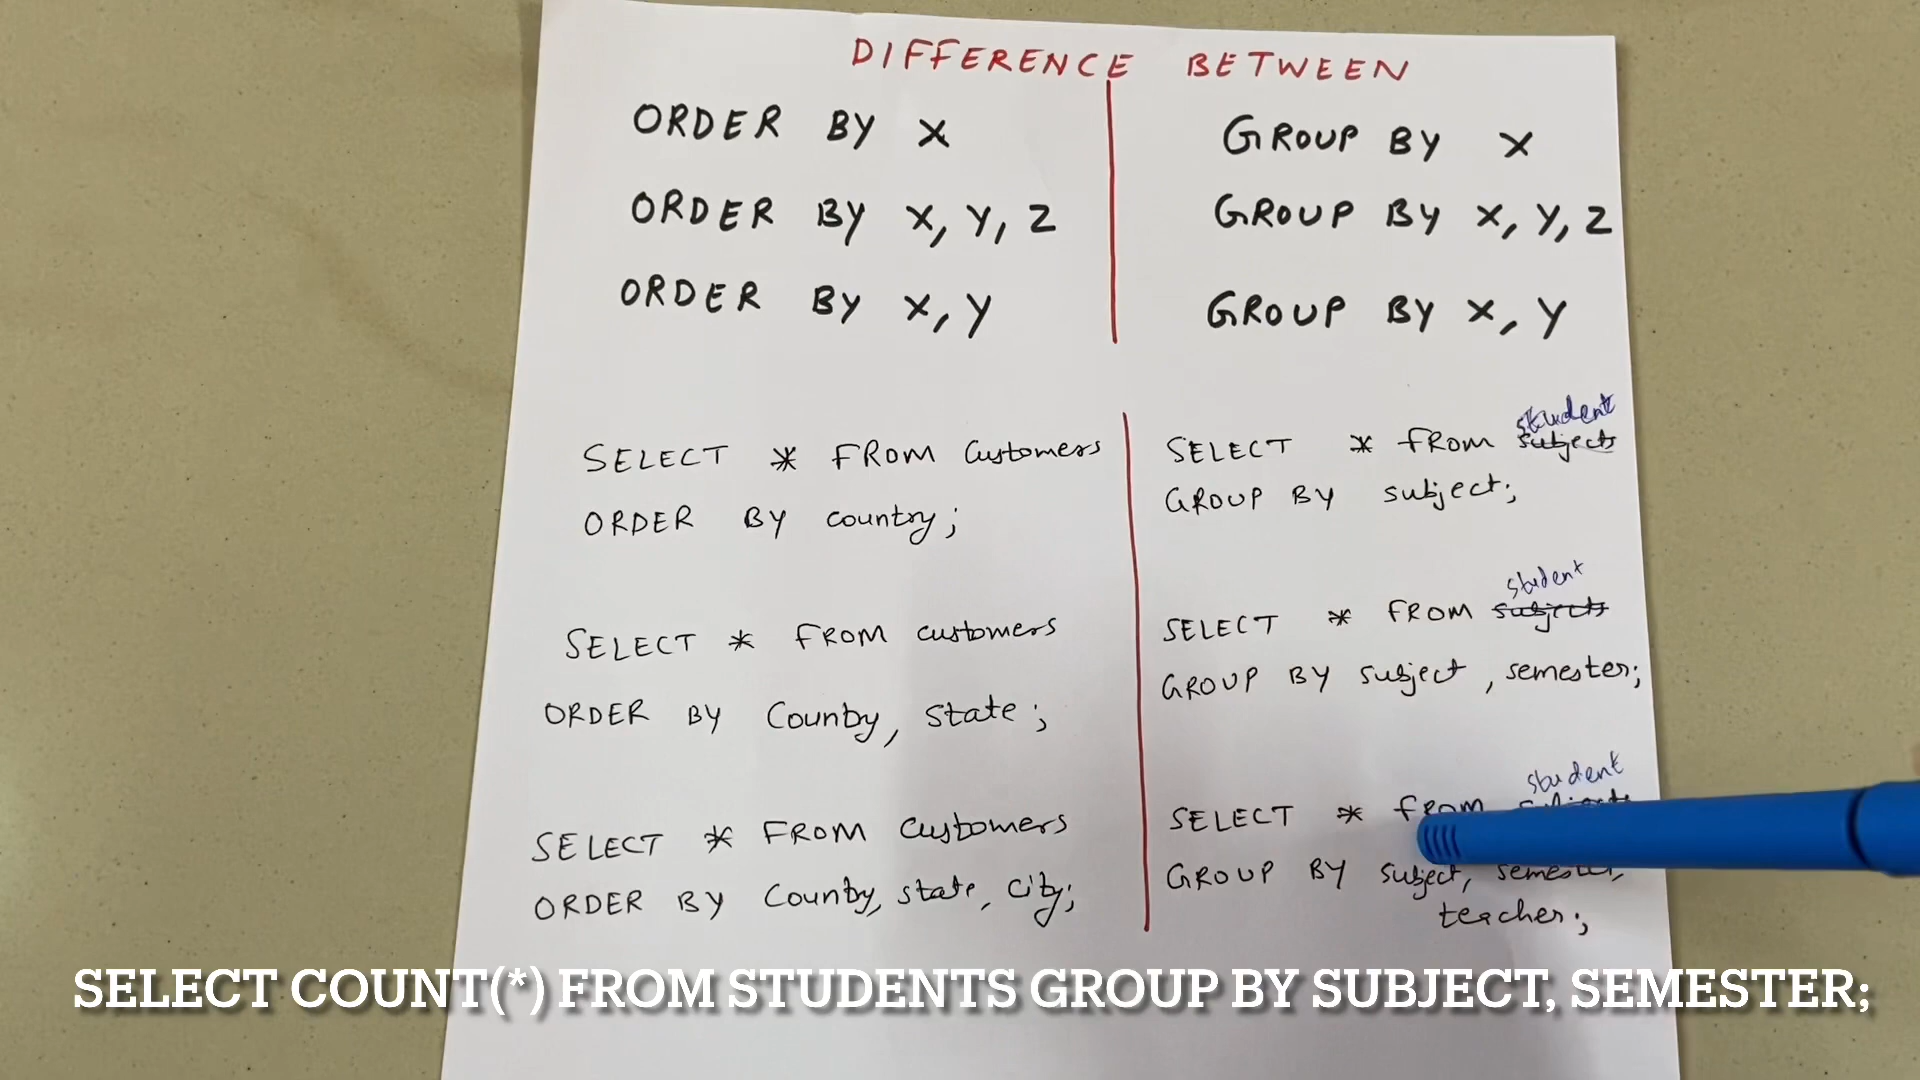 DIFFERENCE BETWEEN
ORDER BY X
ORDER BY X, Y, Z
ORDER BY X, Y
GROUP BY X
GROUP BY X, Y, Z
GROUP BY X, Y
SELECT * FROM Customers
ORDER BY country;
SELECT * FROM customers
ORDER BY Country, state;
SELECT * FROM customers
ORDER BY Country, state, city;
student
SELECT * FROM subjects
GROUP BY subject;
student
SELECT * FROM subjects
GROUP BY subject, semester;
student
SELECT * FROM
GROUP BY subject, semester,
teacher;
SELECT COUNT(*) FROM STUDENTS GROUP BY SUBJECT, SEMESTER;